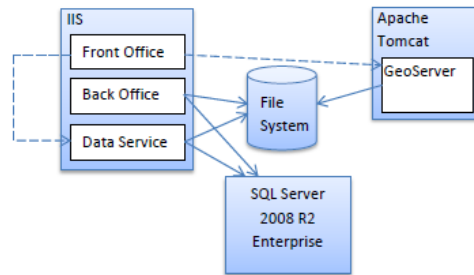 IIS
Front Office
Back Office
Data Service
File
System
Apache
Tomcat
GeoServer
SQL Server
2008 R2
Enterprise